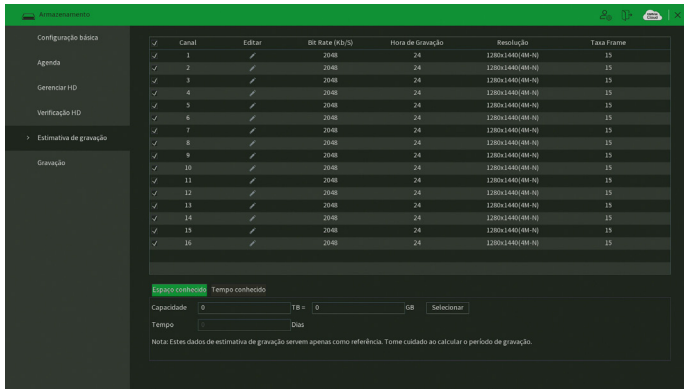 Armazenamento
Configuração básica
Agenda
Gerenciar HD
Verificação HD
> Estimativa de gravação
Gravação
Canal Editar Bit Rate (Kb/S) Hora de Gravação Resolução Taxa Frame
1 2048 24 1280x1440(4M-N) 15
2 2048 24 1280x1440(4M-N) 15
3 2048 24 1280x1440(4M-N) 15
4 2048 24 1280x1440(4M-N) 15
5 2048 24 1280x1440(4M-N) 15
6 2048 24 1280x1440(4M-N) 15
7 2048 24 1280x1440(4M-N) 15
8 2048 24 1280x1440(4M-N) 15
9 2048 24 1280x1440(4M-N) 15
10 2048 24 1280x1440(4M-N) 15
11 2048 24 1280x1440(4M-N) 15
12 2048 24 1280x1440(4M-N) 15
13 2048 24 1280x1440(4M-N) 15
14 2048 24 1280x1440(4M-N) 15
15 2048 24 1280x1440(4M-N) 15
16 2048 24 1280x1440(4M-N) 15
Espaço conhecido Tempo conhecido
Capacidade 0 TB = 0 GB Selecionar
Tempo Dias
Nota: Estes dados de estimativa de gravação servem apenas como referência. Tome cuidado ao calcular o período de gravação.